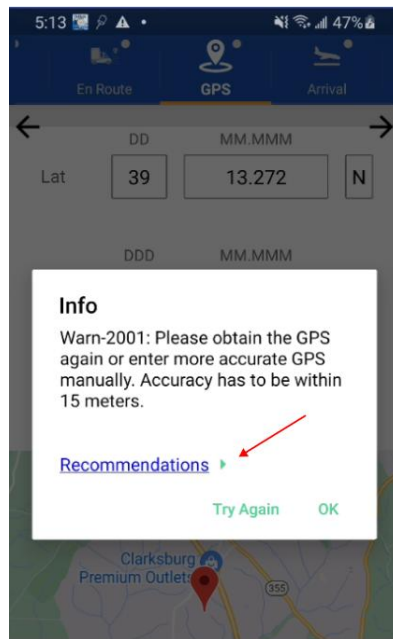 5:13 47%
En Route GPS Arrival
DD MM.MMM
Lat 39 13.272 N
DDD MM.MMM
Info
Warn-2001: Please obtain the GPS
again or enter more accurate GPS
manually. Accuracy has to be within
15 meters.
Recommendations
Try Again OK
Clarksburg
Premium Outlets
355